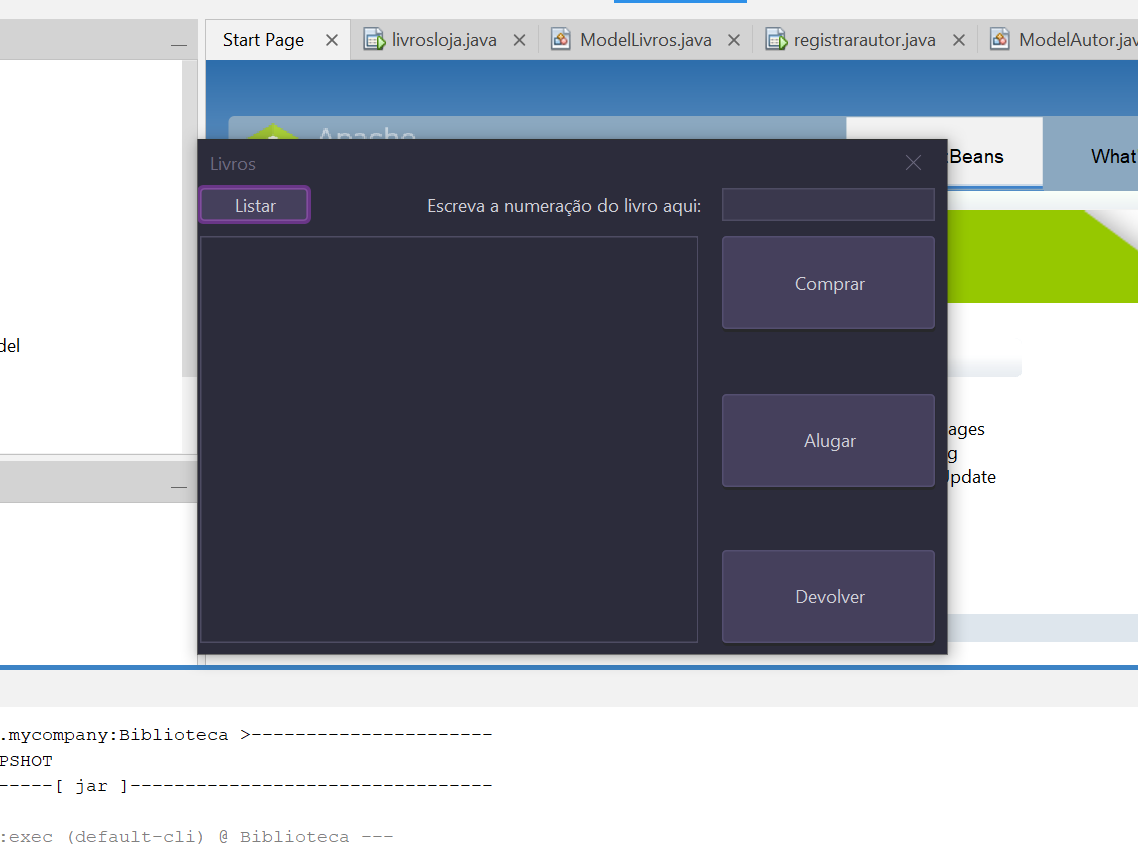 Start Page
livrosloja.java
ModelLivros.java
registrarautor.java
ModelAutor.jav
Apache
Beans
What
Livros
Listar
Escreva a numeração do livro aqui:
Comprar
del
Alugar
ages
g
Update
Devolver
.mycompany:Biblioteca >----------------------
PSHOT
-----[ jar ]---------------------------------
:exec (default-cli) @ Biblioteca ---